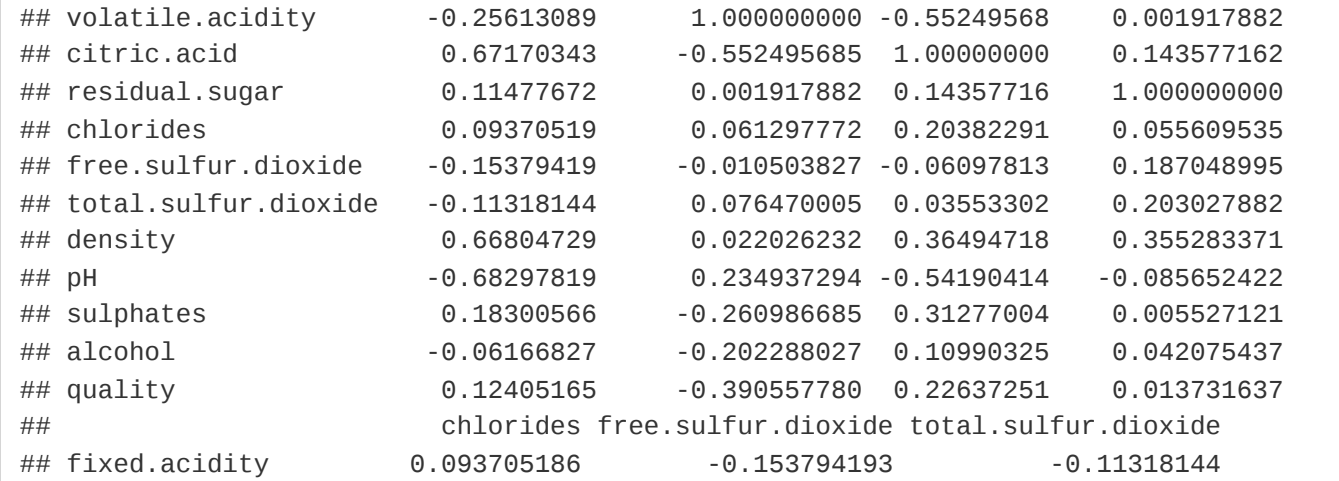 ## volatile.acidity -0.25613089 1.000000000 -0.55249568 0.001917882
## citric.acid 0.67170343 -0.552495685 1.00000000 0.143577162
## residual.sugar 0.11477672 0.001917882 0.14357716 1.000000000
## chlorides 0.09370519 0.061297772 0.20382291 0.055609535
## free.sulfur.dioxide -0.15379419 -0.010503827 -0.06097813 0.187048995
## total.sulfur.dioxide -0.11318144 0.076470005 0.03553302 0.203027882
## density 0.66804729 0.022026232 0.36494718 0.355283371
## pH -0.68297819 0.234937294 -0.54190414 -0.085652422
## sulphates 0.18300566 -0.260986685 0.31277004 0.005527121
## alcohol -0.06166827 -0.202288027 0.10990325 0.042075437
## quality 0.12405165 -0.390557780 0.22637251 0.013731637
## chlorides free.sulfur.dioxide total.sulfur.dioxide
## fixed.acidity 0.093705186 -0.153794193 -0.11318144